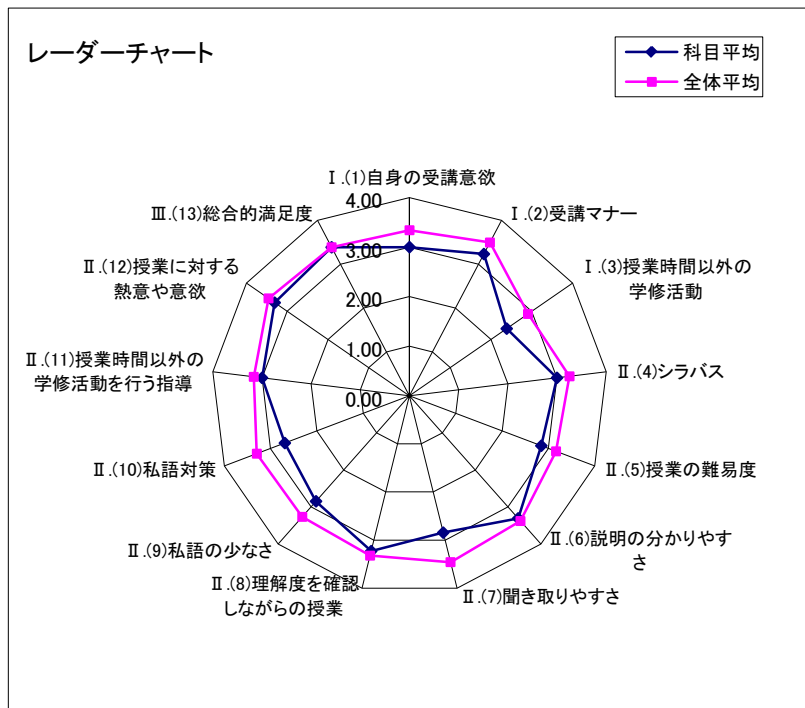 レーダーチャート
科目平均
全体平均
Ⅰ.(1)自身の受講意欲
Ⅰ.(2)受講マナー
Ⅰ.(3)授業時間以外の
学修活動
Ⅱ.(4)シラバス
Ⅱ.(5)授業の難易度
Ⅱ.(6)説明の分かりやす
さ
Ⅱ.(7)聞き取りやすさ
Ⅱ.(8)理解度を確認
しながらの授業
Ⅱ.(9)私語の少なさ
Ⅱ.(10)私語対策
Ⅱ.(11)授業時間以外の
学修活動を行う指導
Ⅱ.(12)授業に対する
熱意や意欲
Ⅲ.(13)総合的満足度
4.00
3.00
2.00
1.00
0.00